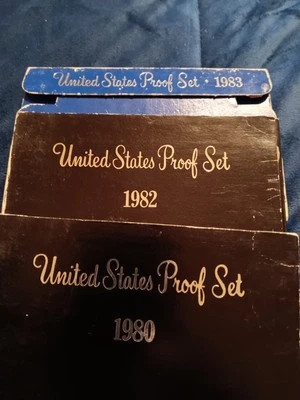 United States Proof Set · 1983
United States Proof Set
1982
United States Proof Set
1980